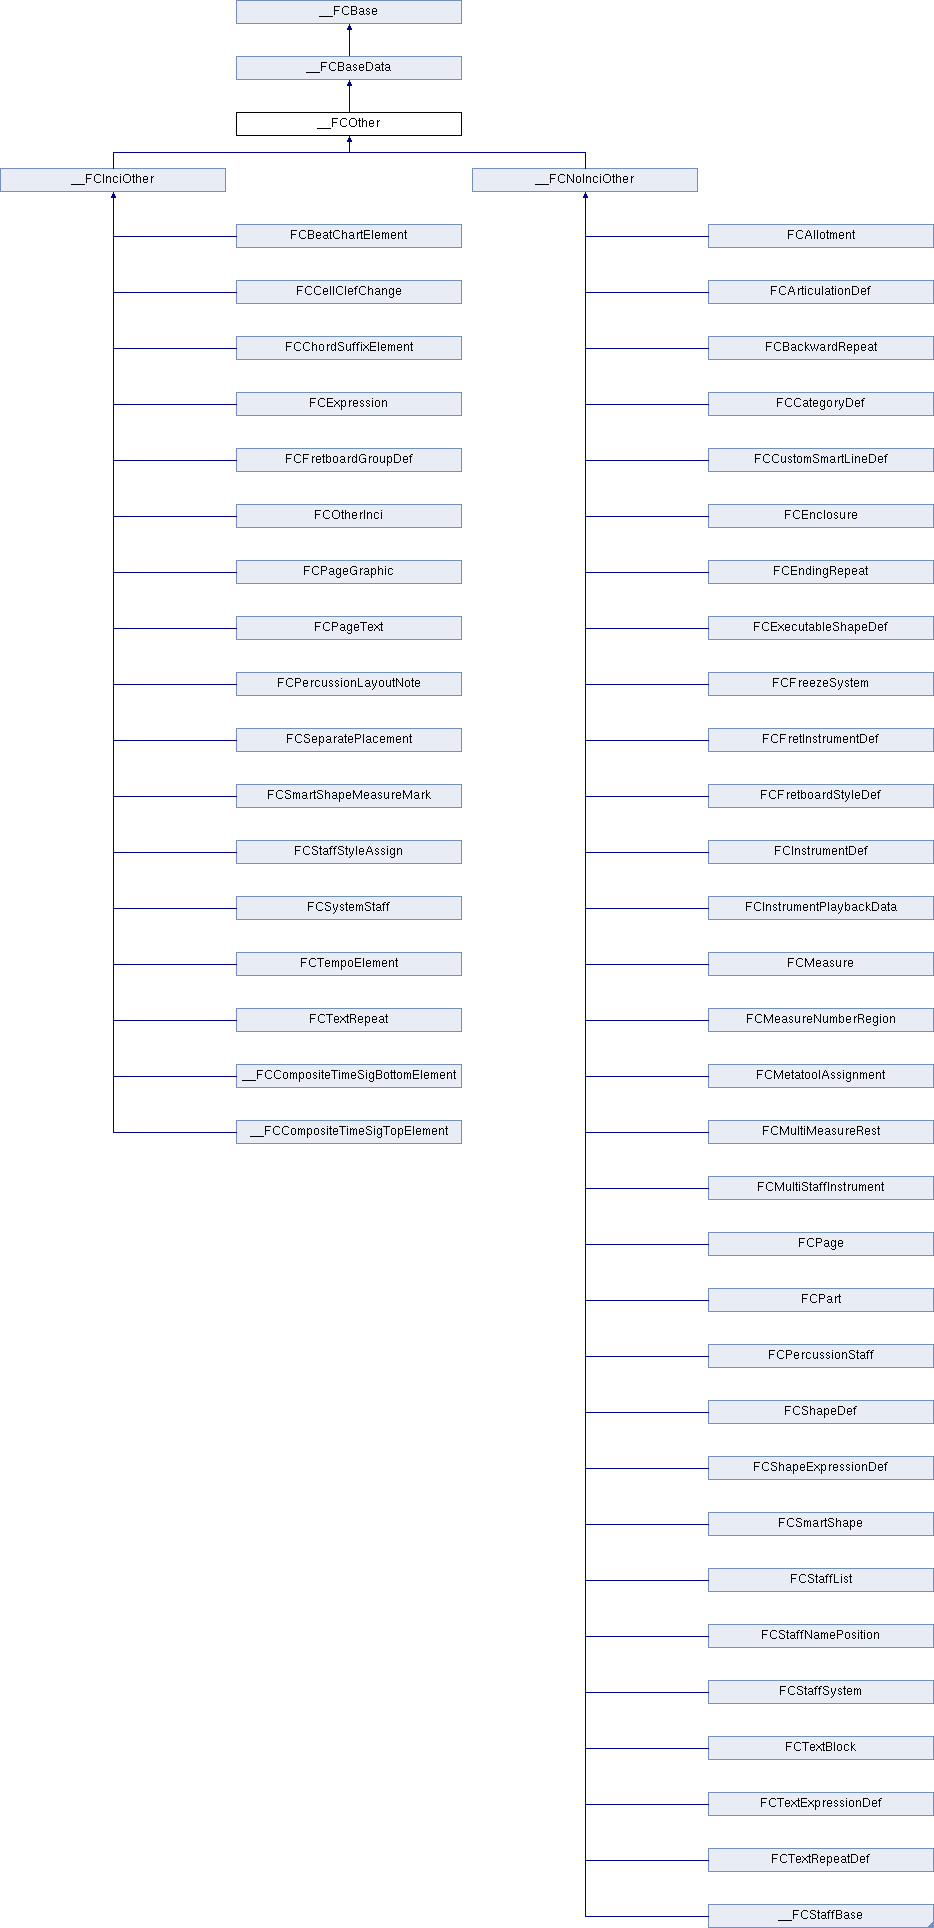 __FCBase
__FCBaseData
__FCOther
__FCInciOther
__FCNoInciOther
FCBeatChartElement
FCAllotment
FCCellClefChange
FCArticulationDef
FCChordSuffixElement
FCBackwardRepeat
FCExpression
FCCategoryDef
FCFretboardGroupDef
FCCustomSmartLineDef
FCOtherInci
FCEnclosure
FCPageGraphic
FCEndingRepeat
FCPageText
FCExecutableShapeDef
FCPercussionLayoutNote
FCFreezeSystem
FCSeparatePlacement
FCFretInstrumentDef
FCSmartShapeMeasureMark
FCFretboardStyleDef
FCStaffStyleAssign
FCInstrumentDef
FCSystemStaff
FCInstrumentPlaybackData
FCTempoElement
FCMeasure
FCTextRepeat
FCMeasureNumberRegion
__FCCompositeTimeSigBottomElement
FCMetatoolAssignment
__FCCompositeTimeSigTopElement
FCMultiMeasureRest
FCMultiStaffInstrument
FCPage
FCPart
FCPercussionStaff
FCShapeDef
FCShapeExpressionDef
FCSmartShape
FCStaffList
FCStaffNamePosition
FCStaffSystem
FCTextBlock
FCTextExpressionDef
FCTextRepeatDef
__FCStaffBase